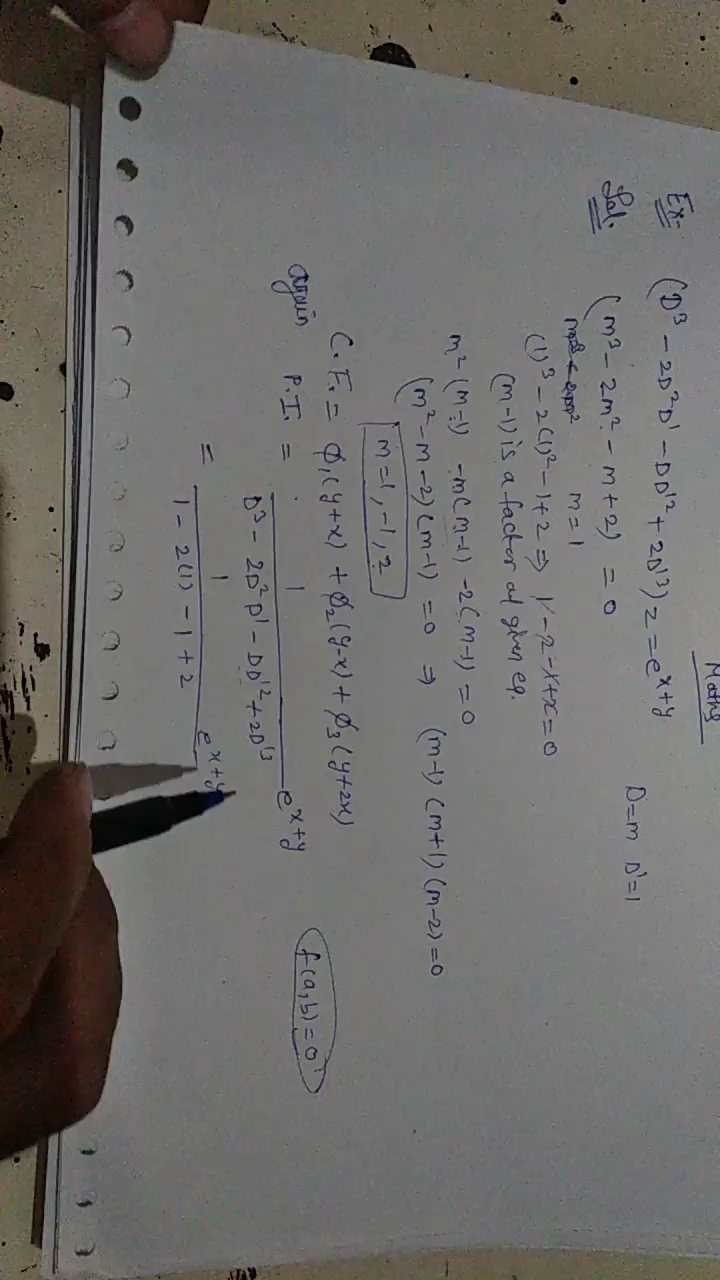 Maths
Ex- (D³ - 2D²D' - DD'² + 2D'³) z = e^x+y
D=m D'=1
Sol. (m³ - 2m² - m + 2) = 0
m = 1
(1)³ - 2(1)² - 1 + 2 ⇒ 1 - 2 - 1 + 2 = 0
(m-1) is a factor of given eq.
m²(m-1) - m(m-1) - 2(m-1) = 0
(m² - m - 2)(m-1) = 0 ⇒ (m-1)(m+1)(m-2) = 0
m = 1, -1, 2
C.F. = φ₁(y+x) + φ₂(y-x) + φ₃(y+2x)
Again P.I. = 1 / D³ - 2D²D' - DD'² + 2D'³ e^x+y
f(a,b) = 0
= 1 / 1 - 2(1) - 1 + 2 e^x+y